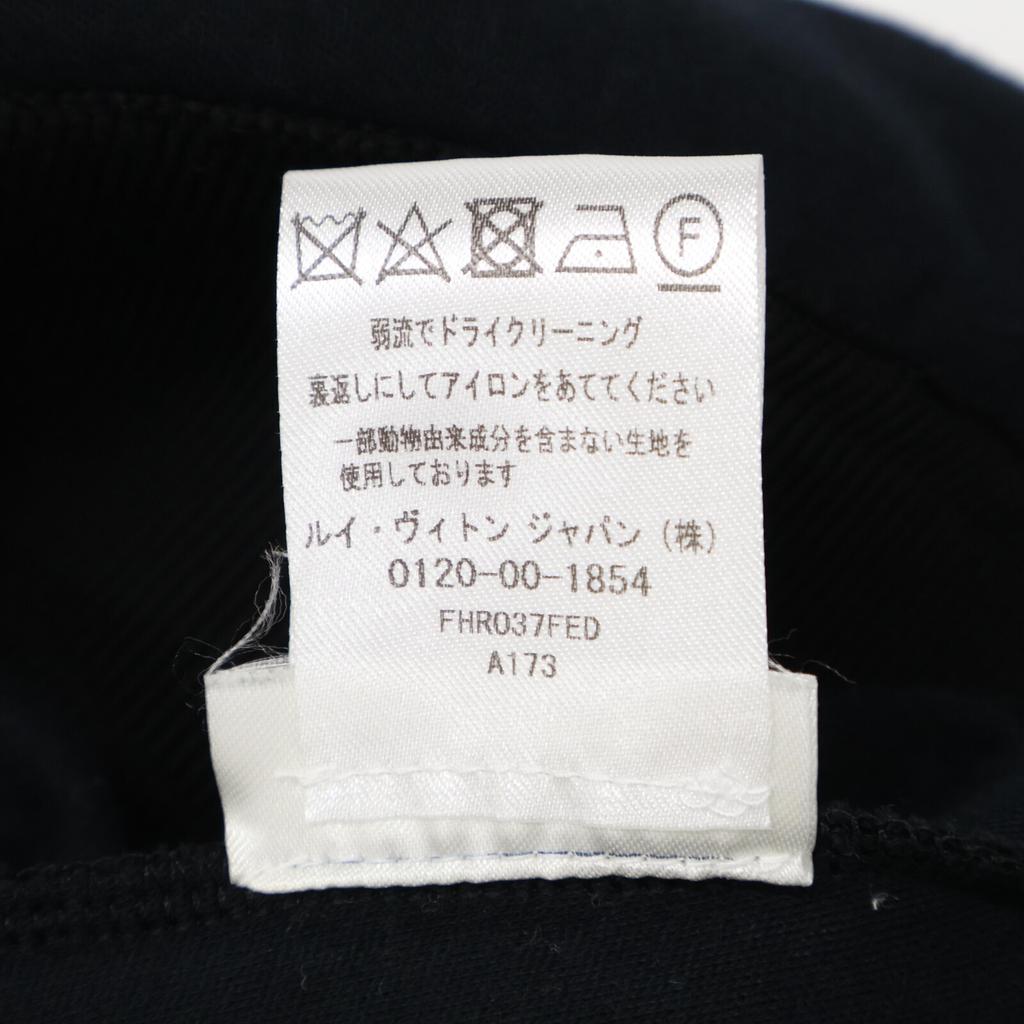 F
弱流でドライクリーニング
裏返しにしてアイロンをあててください
一部動物由来成分を含まない生地を
使用しております
ルイ・ヴィトン ジャパン (株)
0120-00-1854
FHR037FED
A173